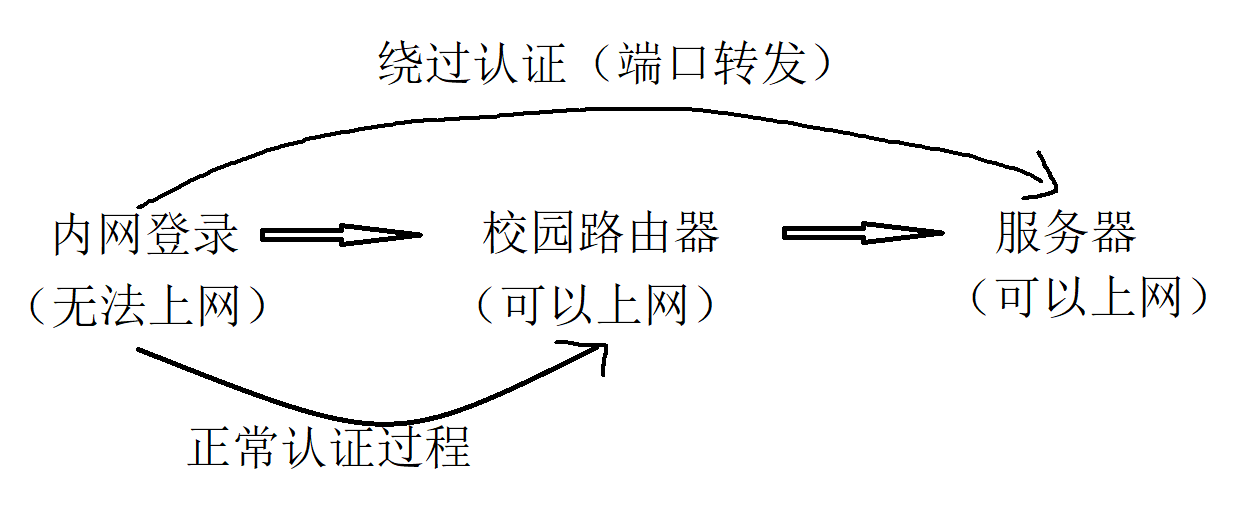 绕过认证（端口转发）
内网登录
（无法上网）
校园路由器
（可以上网）
服务器
（可以上网）
正常认证过程